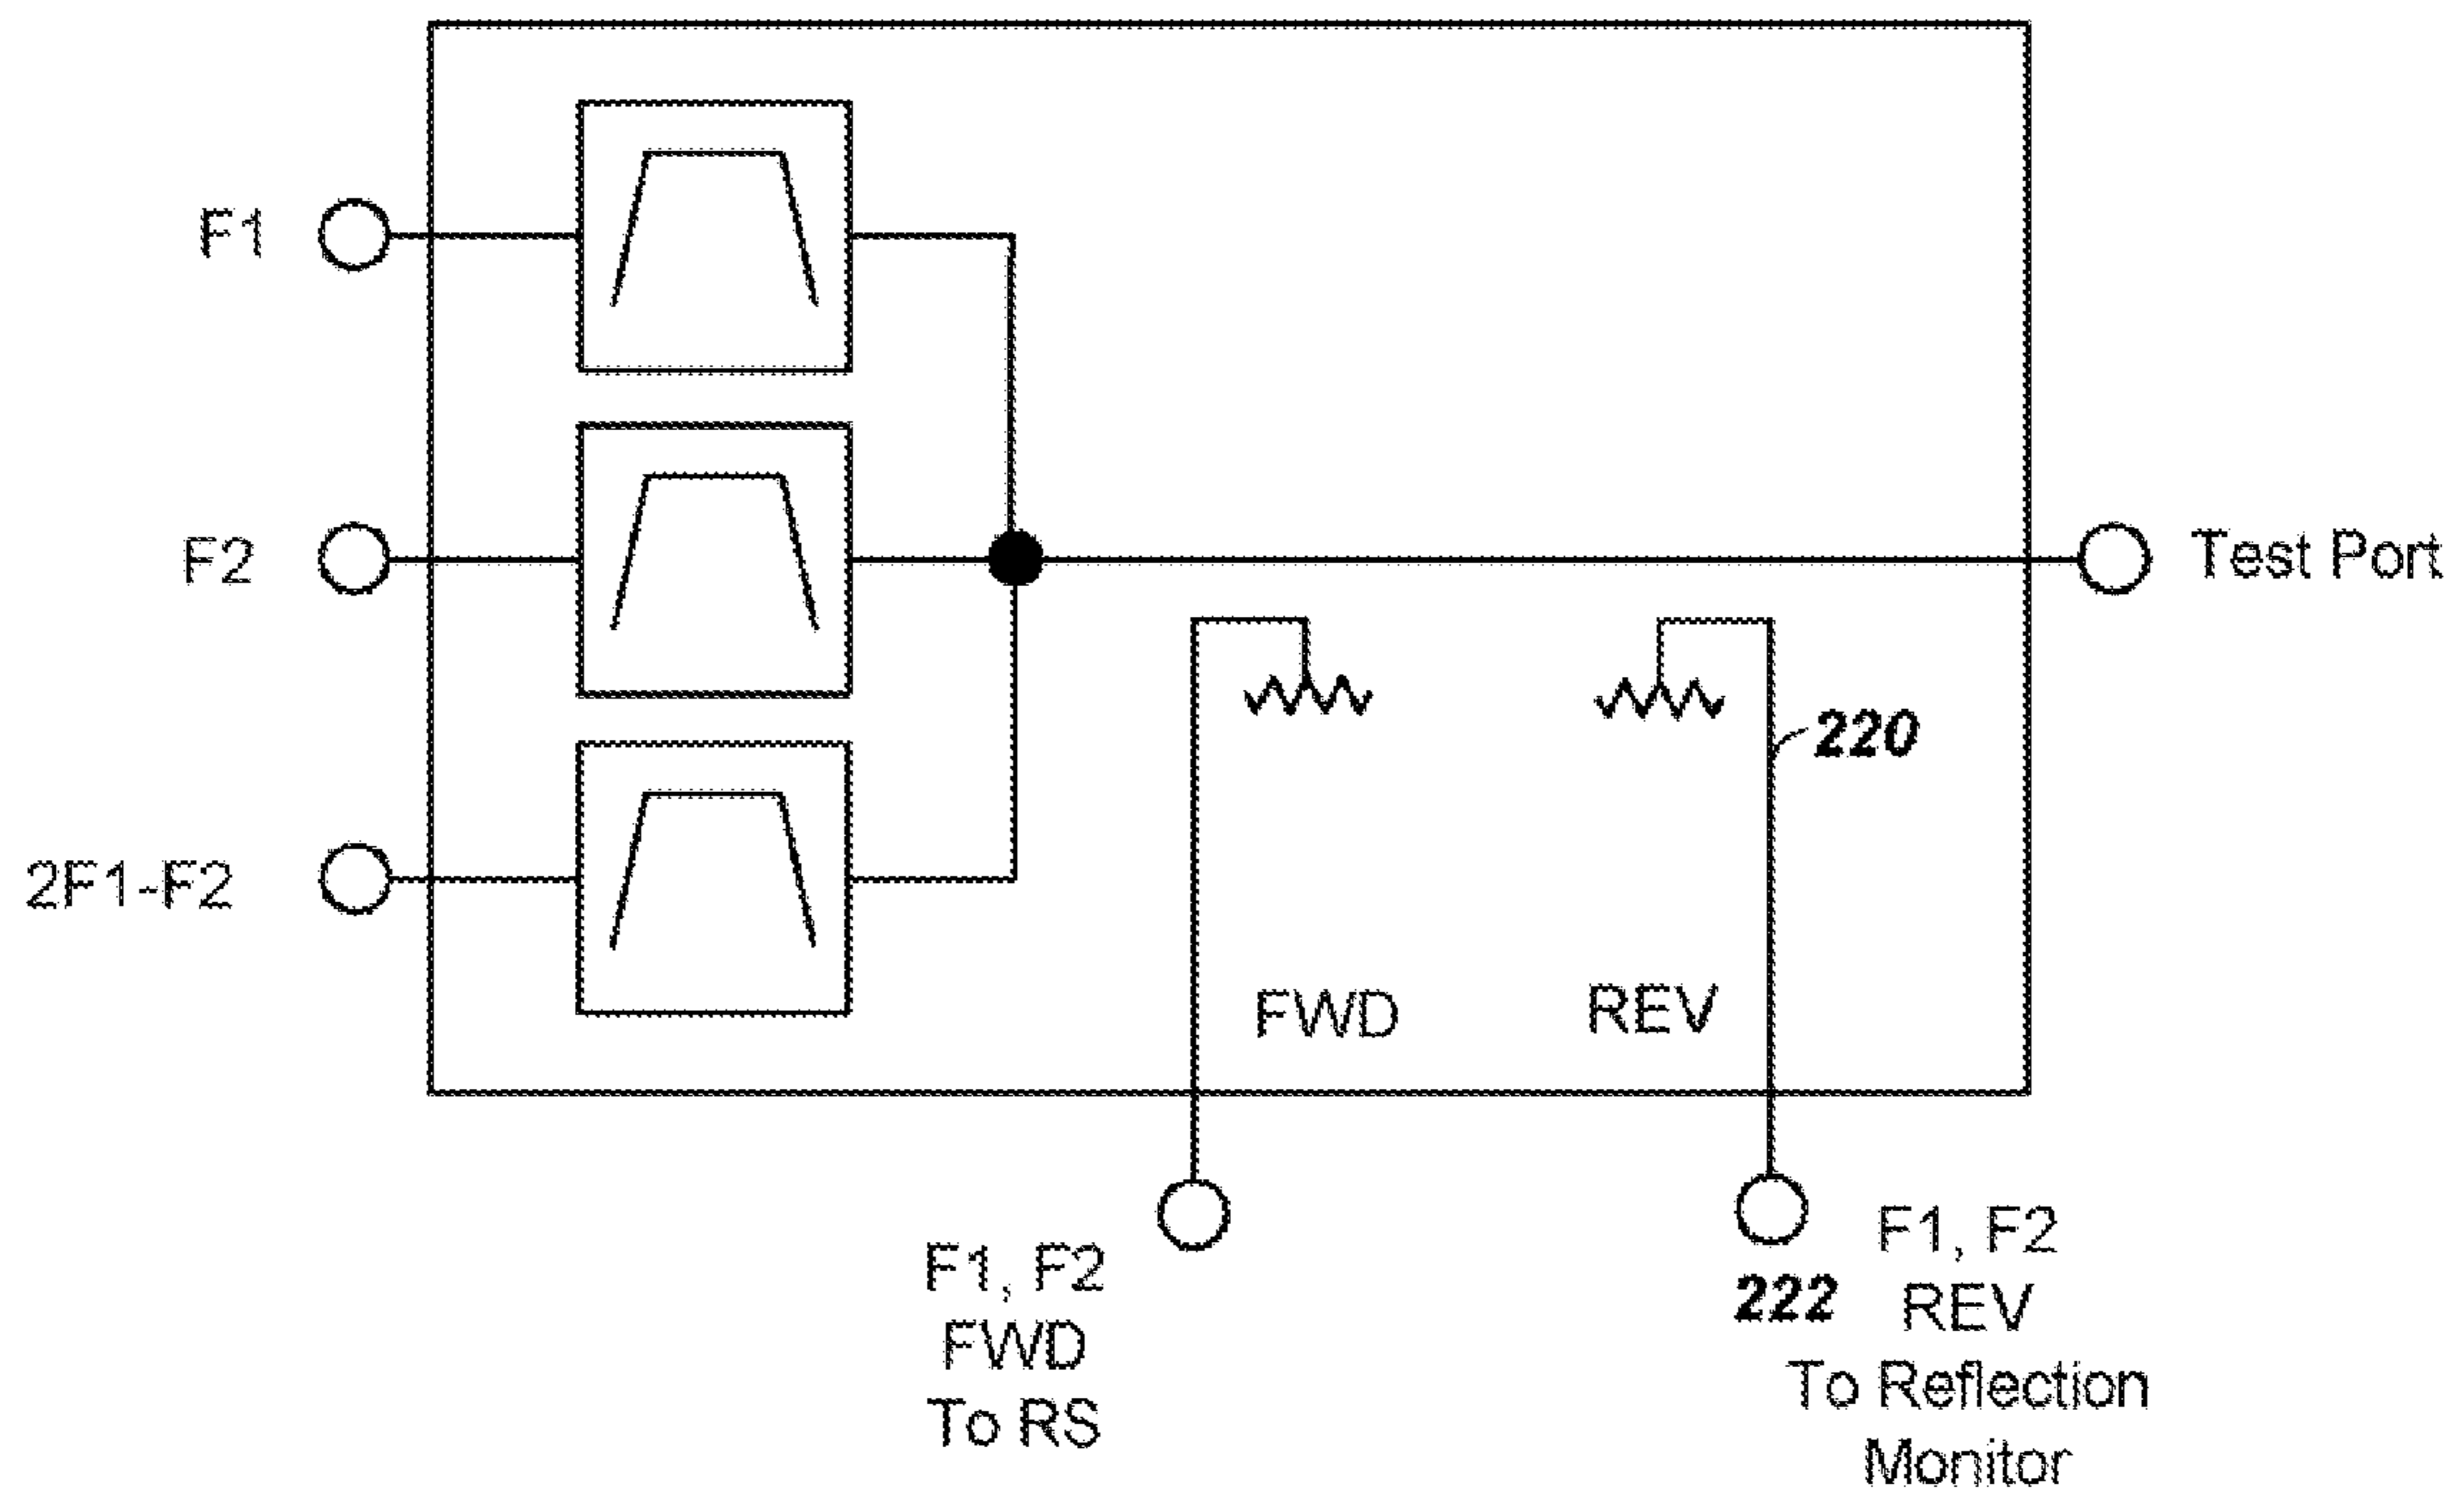 F1
F2
Test Port
220
2F1-F2
FWD
REV
F1, F2
FWD
To RS
222
F1, F2
REV
To Reflection
Monitor